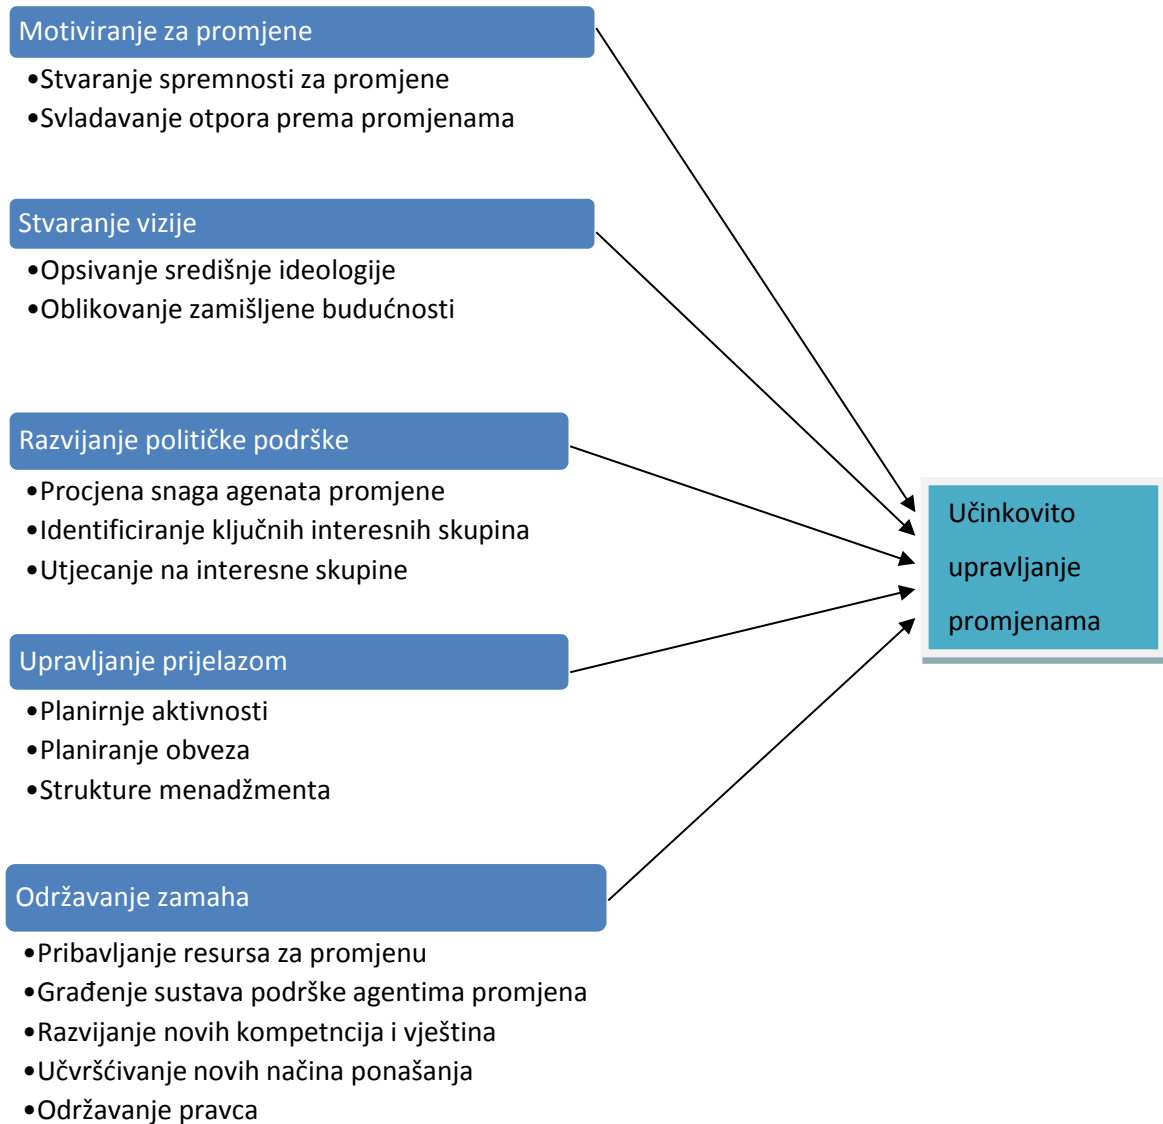 Motiviranje za promjene
•Stvaranje spremnosti za promjene
•Svladavanje otpora prema promjenama
Stvaranje vizije
•Opsivanje središnje ideologije
•Oblikovanje zamišljene budućnosti
Razvijanje političke podrške
•Procjena snaga agenata promjene
•Identificiranje ključnih interesnih skupina
•Utjecanje na interesne skupine
Upravljanje prijelazom
•Planirnje aktivnosti
•Planiranje obveza
•Strukture menadžmenta
Održavanje zamaha
•Pribavljanje resursa za promjenu
•Građenje sustava podrške agentima promjena
•Razvijanje novih kompetncija i vještina
•Učvršćivanje novih načina ponašanja
•Održavanje pravca
Učinkovito
upravljanje
promjenama